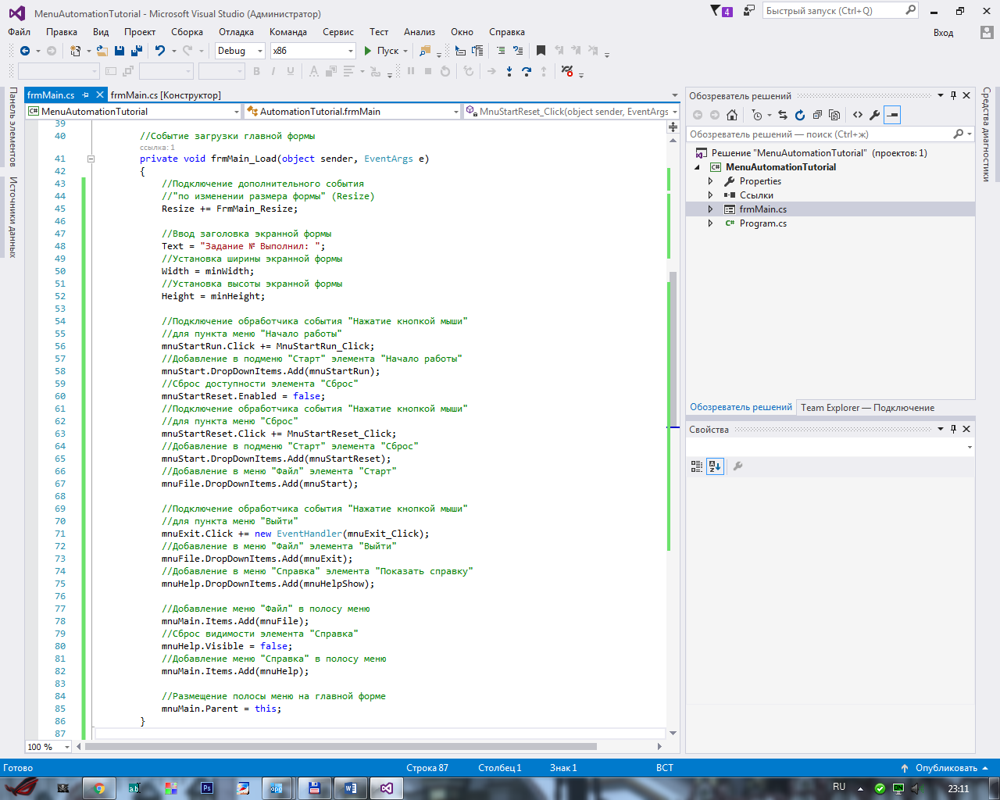 MenuAutomationTutorial - Microsoft Visual Studio (Администратор)
4
Быстрый запуск (Ctrl+Q)
Файл Правка Вид Проект Сборка Отладка Команда Сервис Тест Анализ Окно Справка
Вход
Debug x86 Пуск
Панель элементов
Источники данных
frmMain.cs frmMain.cs [Конструктор]
MenuAutomationTutorial AutomationTutorial.frmMain MnuStartReset_Click(object sender, EventArgs
39
40 //Событие загрузки главной формы
ссылка: 1
41 private void frmMain_Load(object sender, EventArgs e)
42 {
43 //Подключение дополнительного события
44 //"по изменении размера формы" (Resize)
45 Resize += FrmMain_Resize;
46
47 //Ввод заголовка экранной формы
48 Text = "Задание № Выполнил: ";
49 //Установка ширины экранной формы
50 Width = minWidth;
51 //Установка высоты экранной формы
52 Height = minHeight;
53
54 //Подключение обработчика события "Нажатие кнопкой мыши"
55 //для пункта меню "Начало работы"
56 mnuStartRun.Click += MnuStartRun_Click;
57 //Добавление в подменю "Старт" элемента "Начало работы"
58 mnuStart.DropDownItems.Add(mnuStartRun);
59 //Сброс доступности элемента "Сброс"
60 mnuStartReset.Enabled = false;
61 //Подключение обработчика события "Нажатие кнопкой мыши"
62 //для пункта меню "Сброс"
63 mnuStartReset.Click += MnuStartReset_Click;
64 //Добавление в подменю "Старт" элемента "Сброс"
65 mnuStart.DropDownItems.Add(mnuStartReset);
66 //Добавление в меню "Файл" элемента "Старт"
67 mnuFile.DropDownItems.Add(mnuStart);
68
69 //Подключение обработчика события "Нажатие кнопкой мыши"
70 //для пункта меню "Выйти"
71 mnuExit.Click += new EventHandler(mnuExit_Click);
72 //Добавление в меню "Файл" элемента "Выйти"
73 mnuFile.DropDownItems.Add(mnuExit);
74 //Добавление в меню "Справка" элемента "Показать справку"
75 mnuHelp.DropDownItems.Add(mnuHelpShow);
76
77 //Добавление меню "Файл" в полосу меню
78 mnuMain.Items.Add(mnuFile);
79 //Сброс видимости элемента "Справка"
80 mnuHelp.Visible = false;
81 //Добавление меню "Справка" в полосу меню
82 mnuMain.Items.Add(mnuHelp);
83
84 //Размещение полосы меню на главной форме
85 mnuMain.Parent = this;
86 }
87
100 %
Обозреватель решений
Обозреватель решений — поиск (Ctrl+ж)
Решение "MenuAutomationTutorial" (проектов: 1)
MenuAutomationTutorial
Properties
Ссылки
frmMain.cs
Program.cs
Обозреватель решений Team Explorer — Подключение
Свойства
Средства диагностики
Готово Строка 87 Столбец 1 Знак 1 ВСТ Опубликовать
a.b Ps apg W RU 23:11